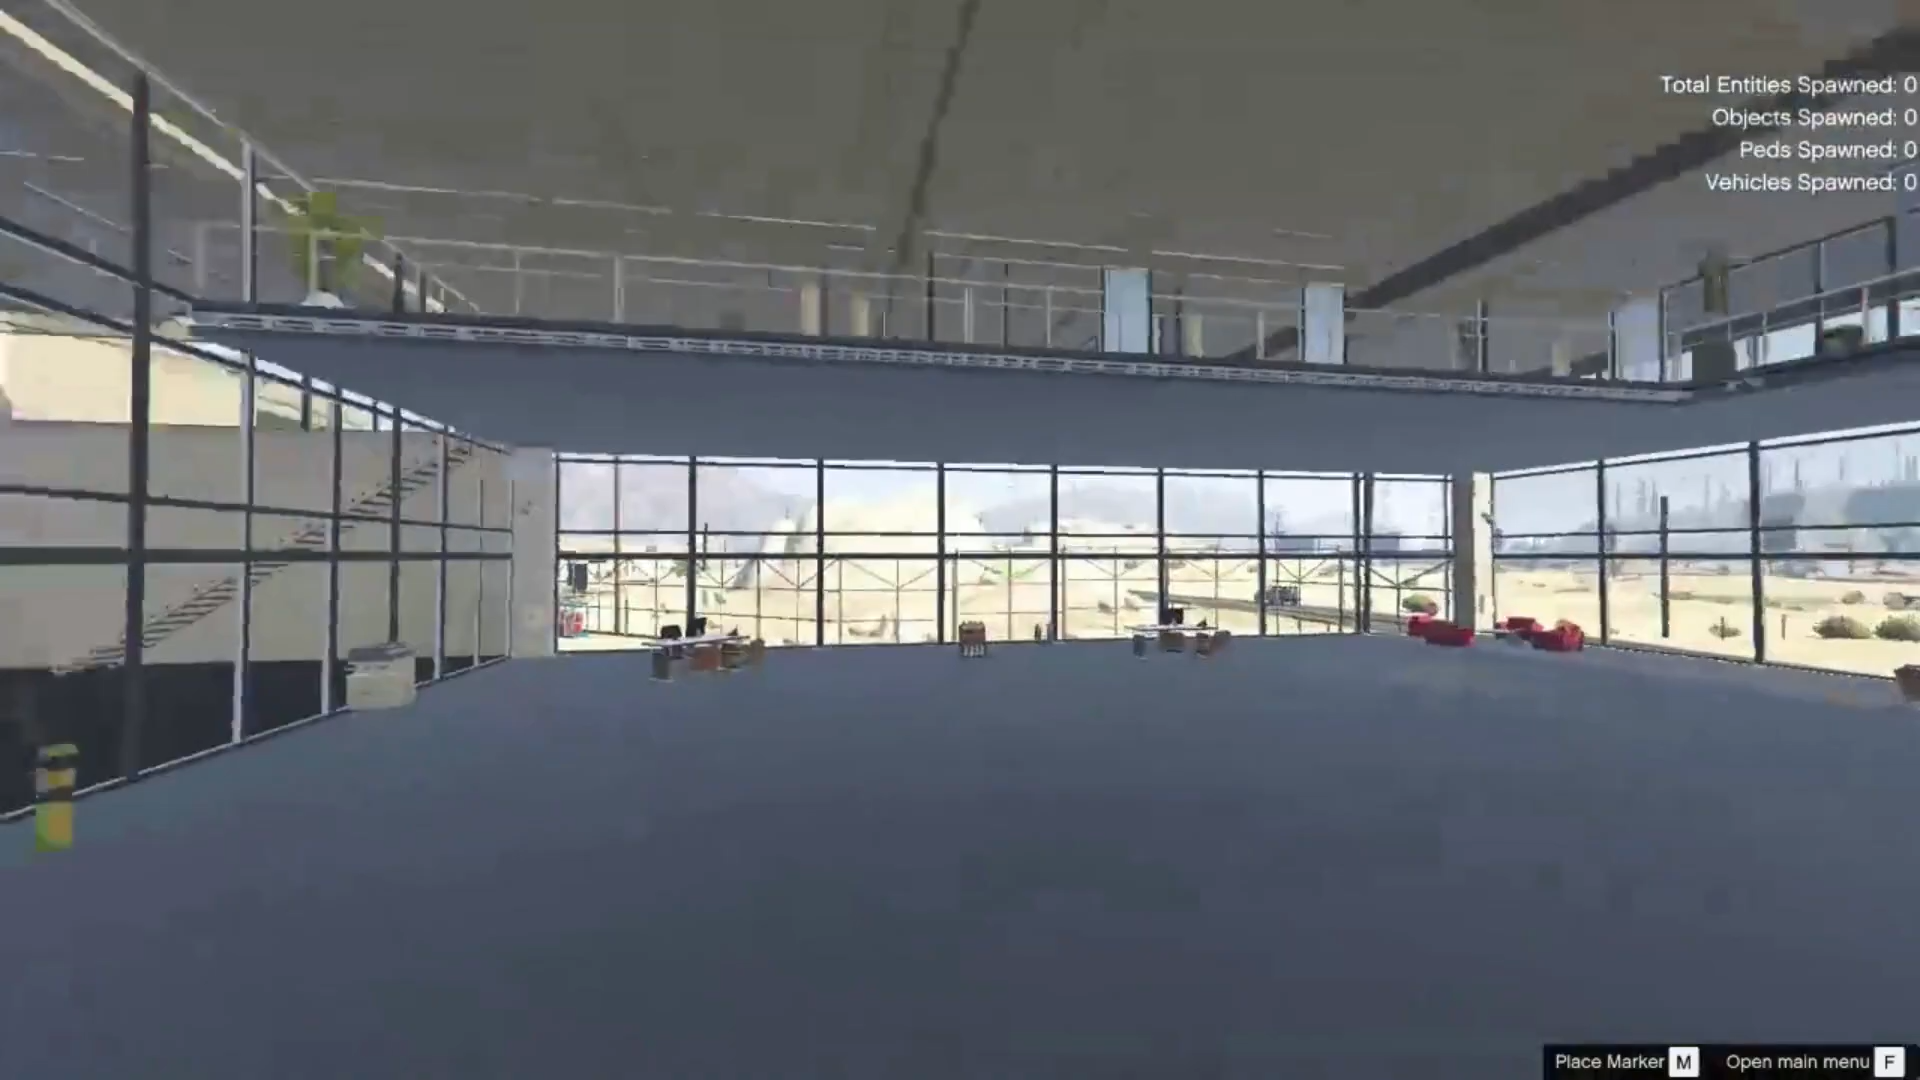 Total Entities Spawned: 0
Objects Spawned: 0
Peds Spawned: 0
Vehicles Spawned: 0
Place Marker M Open main menu F